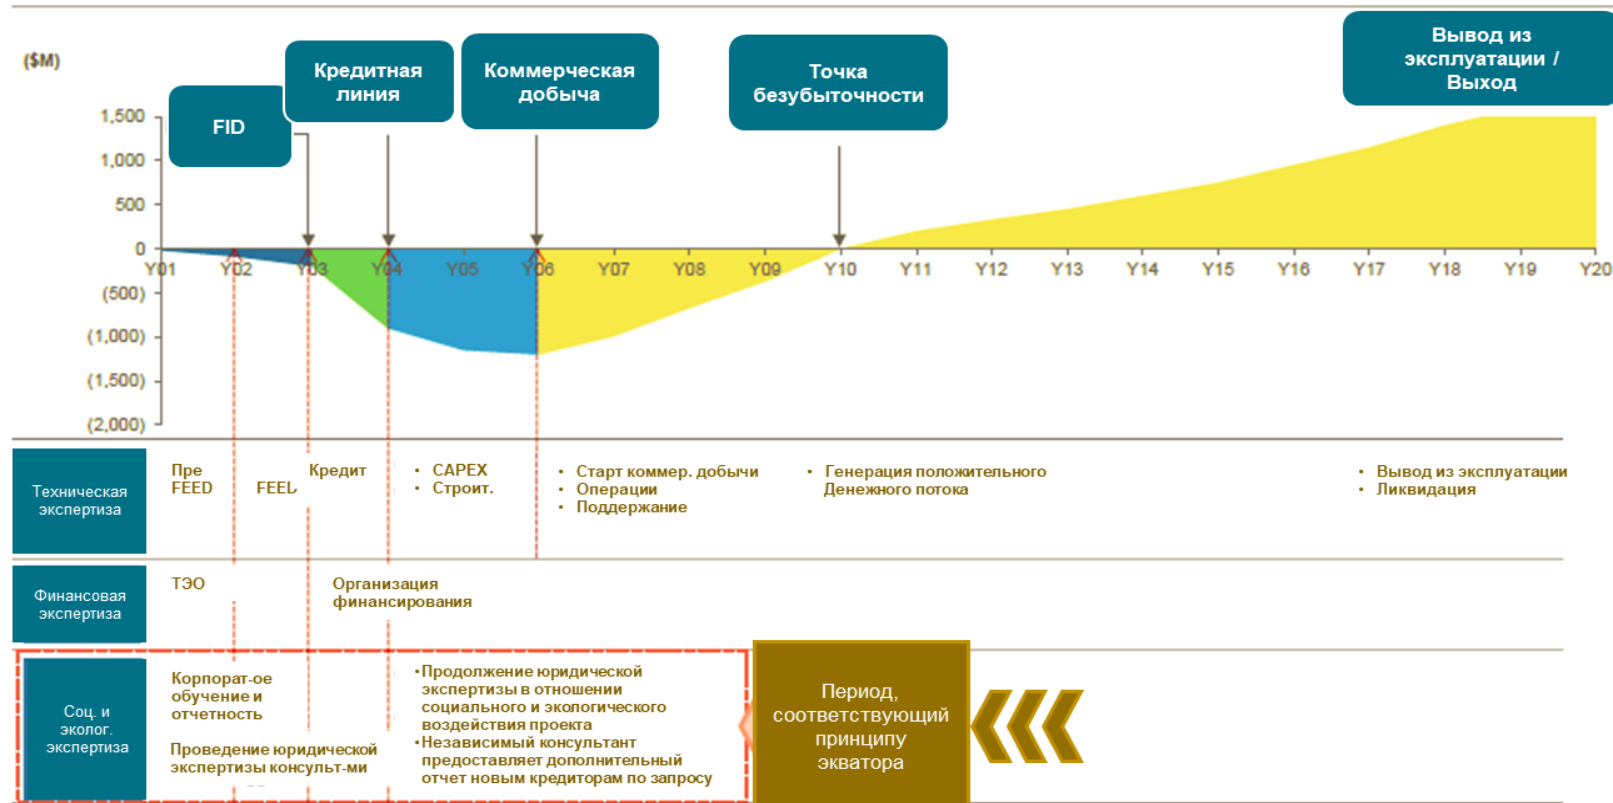 ($M)
FID
Кредитная
линия
Коммерческая
добыча
Точка
безубыточности
Вывод из
эксплуатации /
Выход
1,500
1,000
500
0
(500)
(1,000)
(1,500)
(2,000)
Y01
Y02
Y03
Y04
Y05
Y06
Y07
Y08
Y09
Y10
Y11
Y12
Y13
Y14
Y15
Y16
Y17
Y18
Y19
Y20
Техническая
экспертиза
Пре
FEED
FEED
Кредит
• CAPEX
• Строит.
• Старт коммер. добычи
• Операции
• Поддержание
• Генерация положительного
Денежного потока
• Вывод из эксплуатации
• Ликвидация
Финансовая
экспертиза
ТЭО
Организация
финансирования
Соц. и
эколог.
экспертиза
Корпорат-ое
обучение и
отчетность
Проведение юридической
экспертизы консульт-ми
•Продолжение юридической
экспертизы в отношении
социального и экологического
воздействия проекта
•Независимый консультант
предоставляет дополнительный
отчет новым кредиторам по запросу
Период,
соответствующий
принципу
экватора